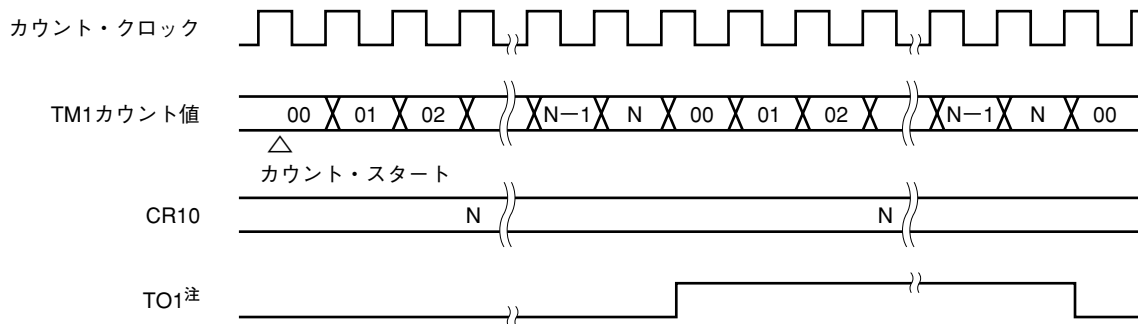 カウント・クロック
TM1カウント値 00 01 02 N−1 N 00 01 02 N−1 N 00
カウント・スタート
CR10 N N
TO1注